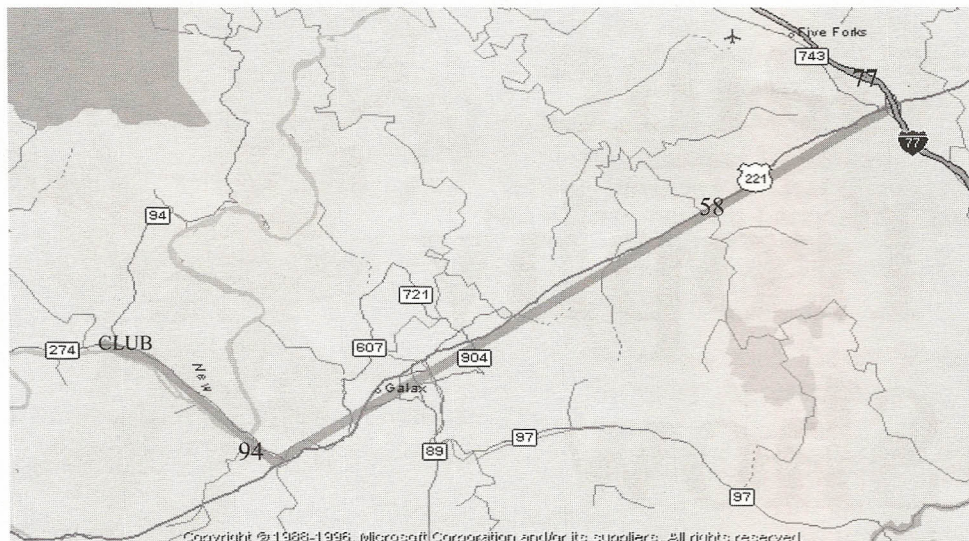 Five Forks
743
77
77
221
58
94
721
274
CLUB
607
904
New
Galax
94
89
97
97
Copyright © 1988-1996, Microsoft Corporation and/or its suppliers. All rights reserved.